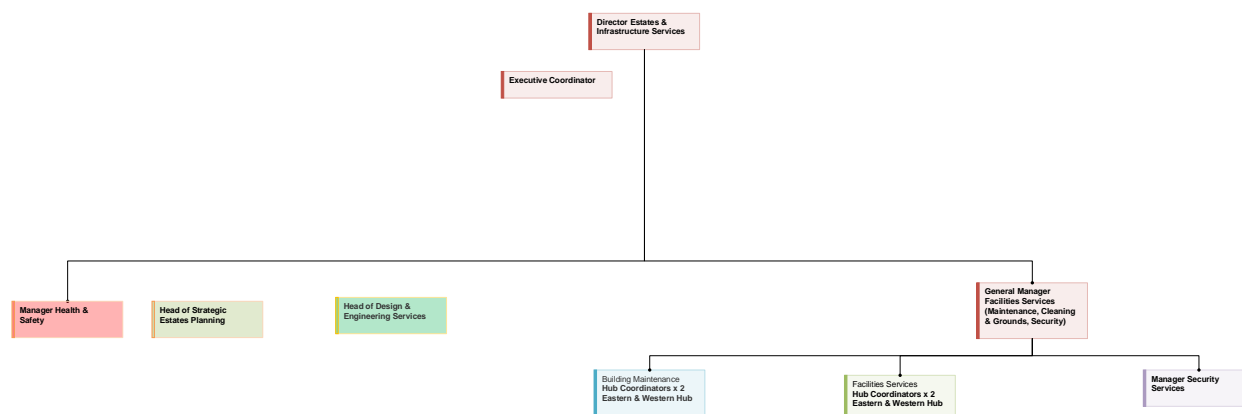 Director Estates &
Infrastructure Services
Executive Coordinator
Manager Health &
Safety
Head of Strategic
Estates Planning
Head of Design &
Engineering Services
General Manager
Facilities Services
(Maintenance, Cleaning
& Grounds, Security)
Building Maintenance
Hub Coordinators x 2
Eastern & Western Hub
Facilities Services
Hub Coordinators x 2
Eastern & Western Hub
Manager Security
Services